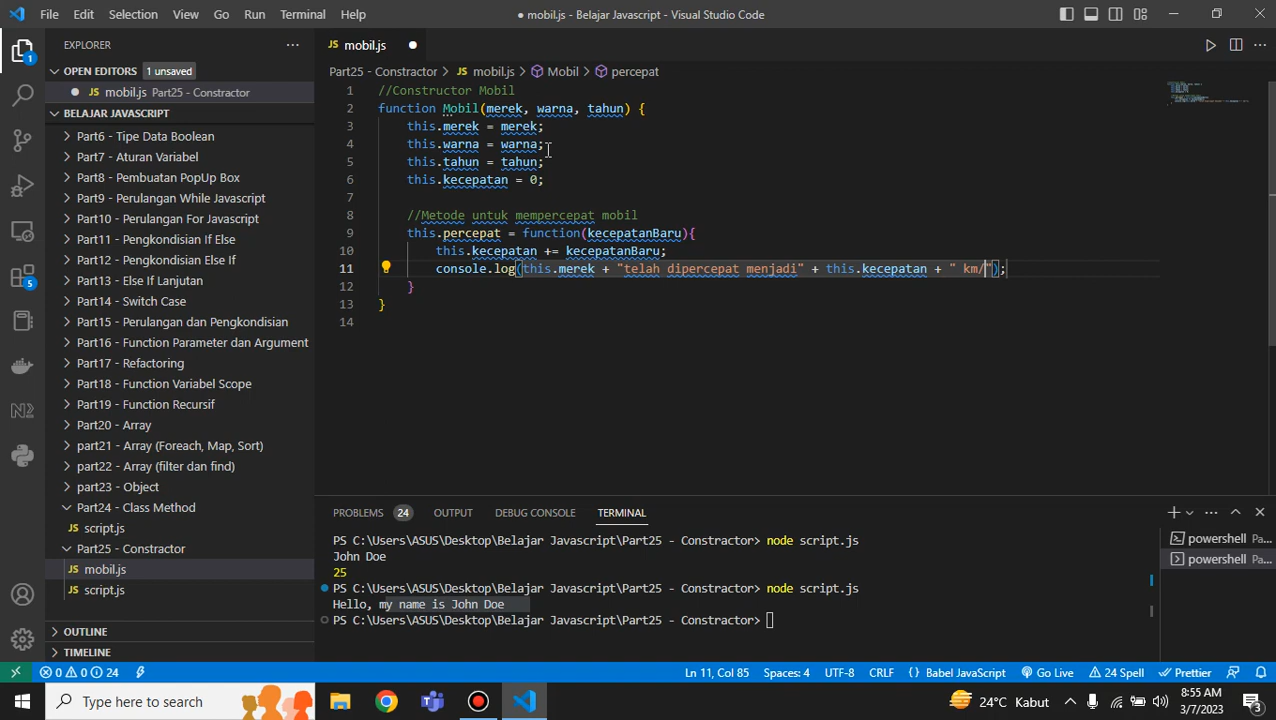 File Edit Selection View Go Run Terminal Help
● mobil.js - Belajar Javascript - Visual Studio Code
EXPLORER
OPEN EDITORS 1 unsaved
● JS mobil.js Part25 - Constractor
BELAJAR JAVASCRIPT
Part6 - Tipe Data Boolean
Part7 - Aturan Variabel
Part8 - Pembuatan PopUp Box
Part9 - Perulangan While Javascript
Part10 - Perulangan For Javascript
Part11 - Pengkondisian If Else
Part12 - Pengkondisian Else If
Part13 - Else If Lanjutan
Part14 - Switch Case
Part15 - Perulangan dan Pengkondisian
Part16 - Function Parameter dan Argument
Part17 - Refactoring
Part18 - Function Variabel Scope
Part19 - Function Recursif
Part20 - Array
part21 - Array (Foreach, Map, Sort)
part22 - Array (filter dan find)
part23 - Object
Part24 - Class Method
JS script.js
Part25 - Constractor
JS mobil.js
JS script.js
OUTLINE
TIMELINE
1
5
JS mobil.js ●
Part25 - Constractor > JS mobil.js > Mobil > percepat
1 //Constructor Mobil
2 function Mobil(merek, warna, tahun) {
3 this.merek = merek;
4 this.warna = warna;
5 this.tahun = tahun;
6 this.kecepatan = 0;
7
8 //Metode untuk mempercepat mobil
9 this.percepat = function(kecepatanBaru){
10 this.kecepatan += kecepatanBaru;
11 console.log(this.merek + "telah dipercepat menjadi" + this.kecepatan + " km/");
12 }
13 }
14
PROBLEMS 24 OUTPUT DEBUG CONSOLE TERMINAL
PS C:\Users\ASUS\Desktop\Belajar Javascript\Part25 - Constractor> node script.js
John Doe
25
PS C:\Users\ASUS\Desktop\Belajar Javascript\Part25 - Constractor> node script.js
Hello, my name is John Doe
PS C:\Users\ASUS\Desktop\Belajar Javascript\Part25 - Constractor>
powershell Pa...
powershell Pa...
0 0 24 Ln 11, Col 85 Spaces: 4 UTF-8 CRLF {} Babel JavaScript Go Live 24 Spell Prettier
Type here to search
24°C Kabut
8:55 AM
3/7/2023
3